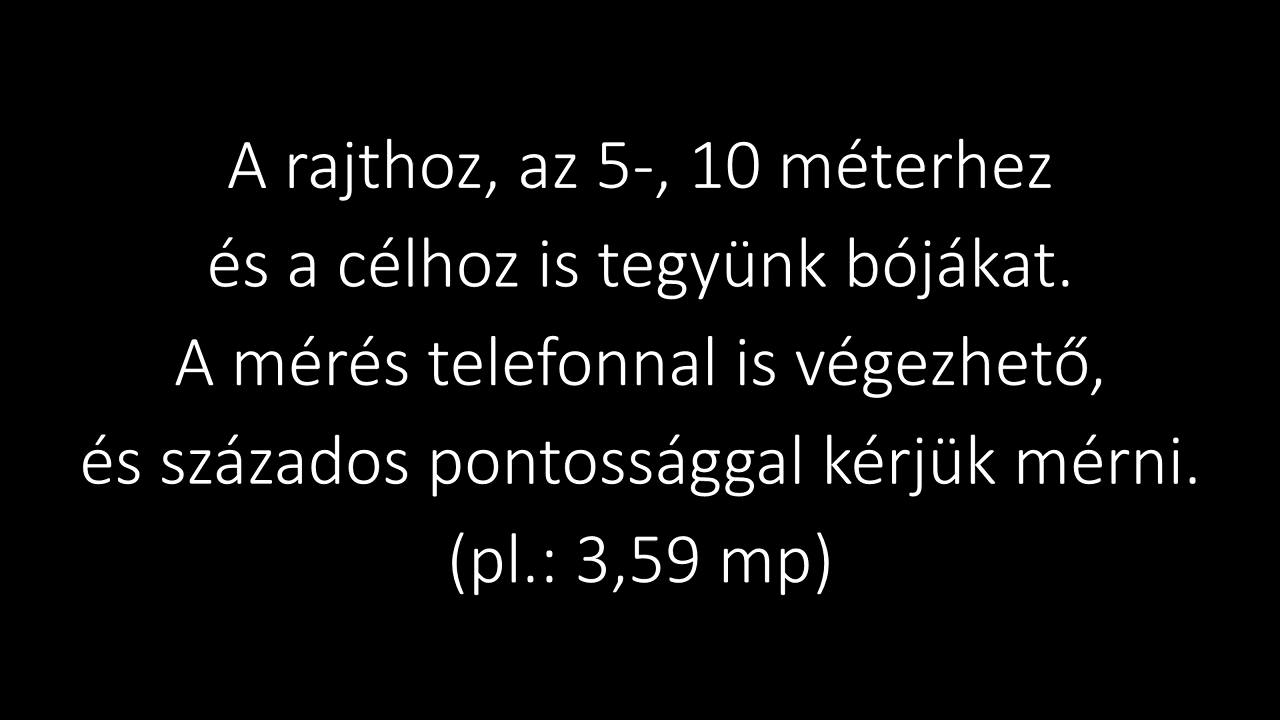 A rajthoz, az 5-, 10 méterhez
és a célhoz is tegyünk bójákat.
A mérés telefonnal is végezhető,
és százados pontossággal kérjük mérni.
(pl.: 3,59 mp)